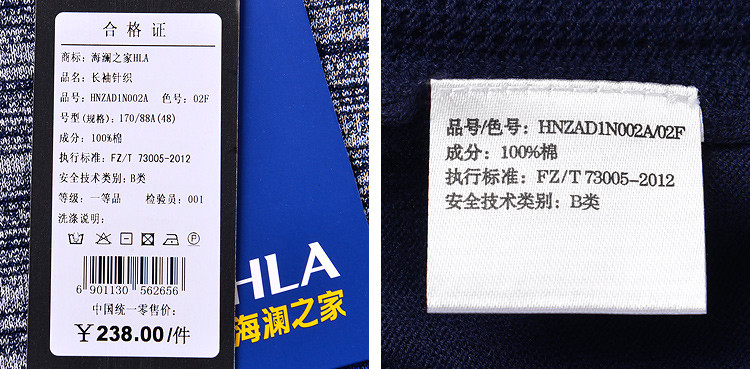 合格证
商标: 海澜之家HLA
品名: 长袖针织
品号: HNZAD1N002A 色号: 02F
号型(规格): 170/88A(48)
成分: 100%棉
执行标准: FZ/T 73005-2012
安全技术类别: B类
等级: 一等品 检验员: 001
洗涤说明:
6 901130 562656
中国统一零售价:
¥ 238.00/件
HLA
海澜之家
品号/色号: HNZAD1N002A/02F
成分: 100%棉
执行标准: FZ/T 73005-2012
安全技术类别: B类